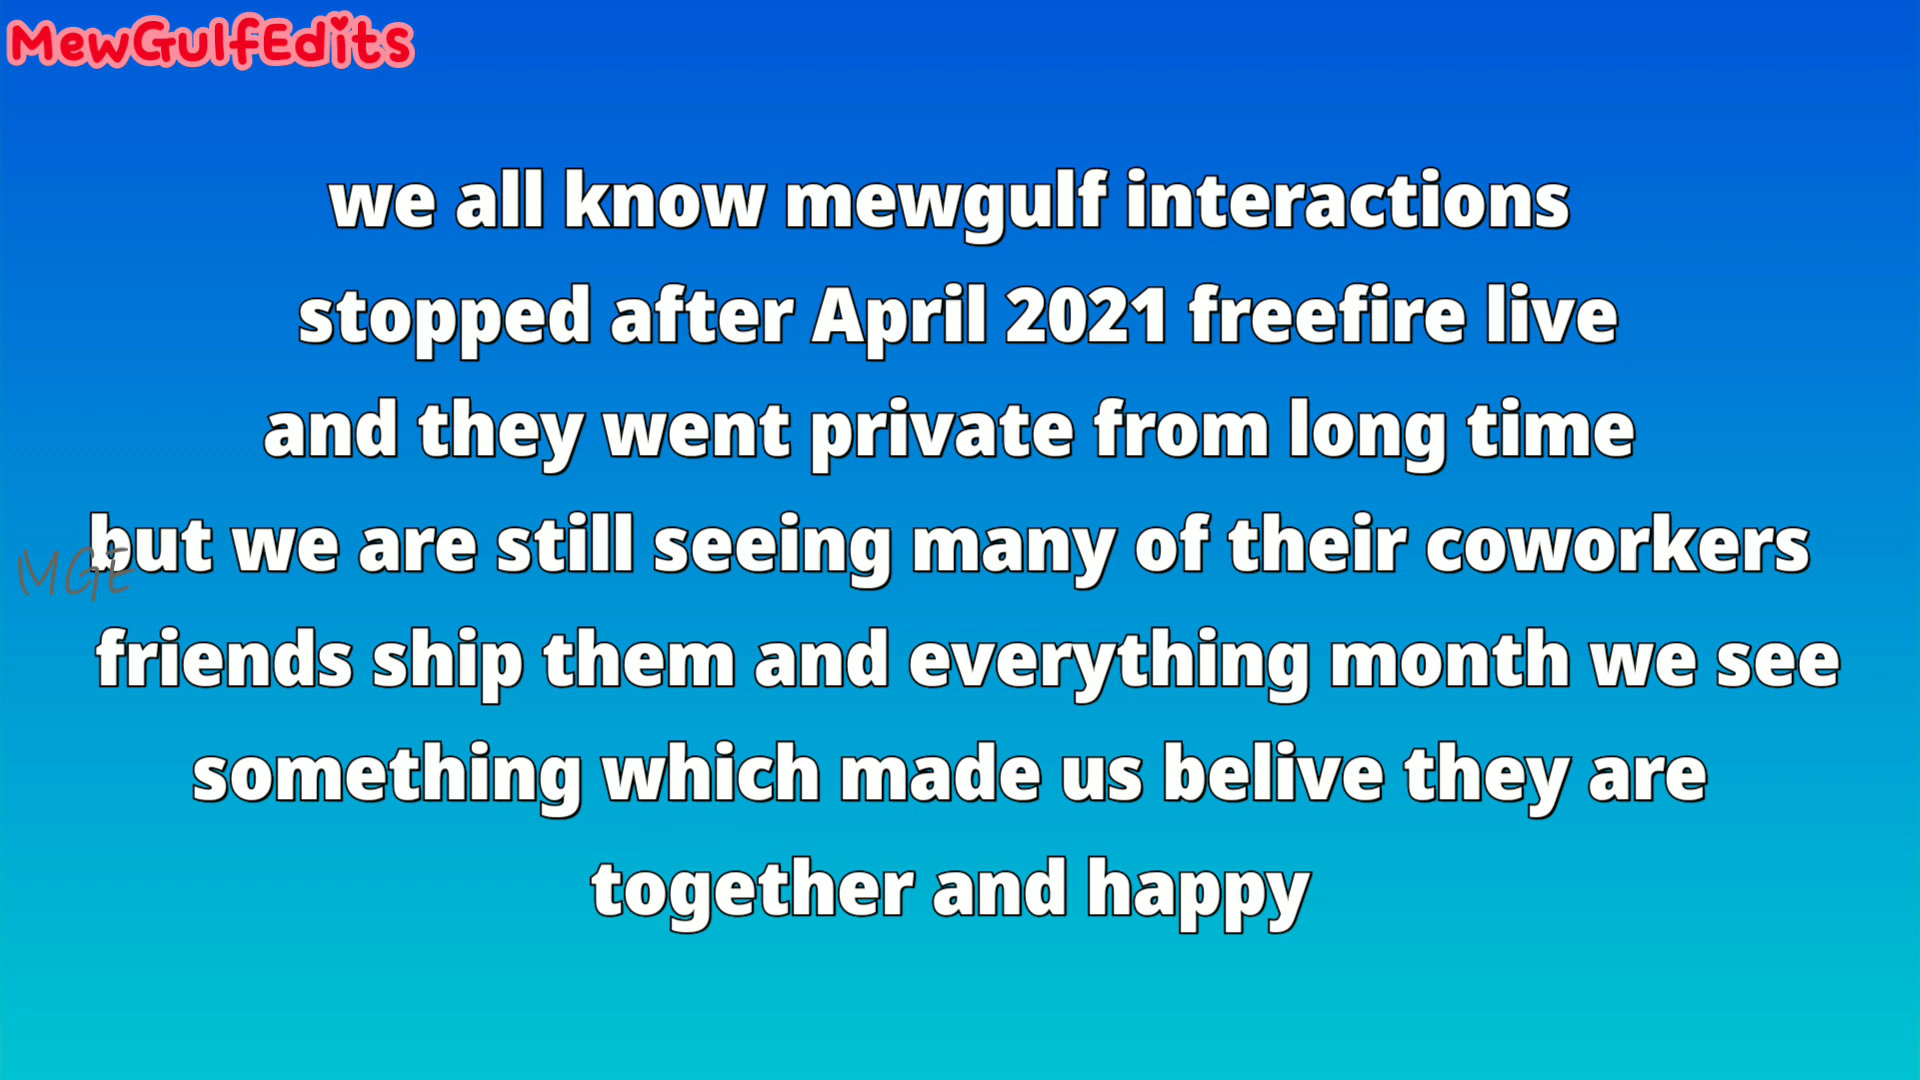 MewGulfEdits
we all know mewgulf interactions
stopped after April 2021 freefire live
and they went private from long time
but we are still seeing many of their coworkers
MGE
friends ship them and everything month we see
something which made us belive they are
together and happy